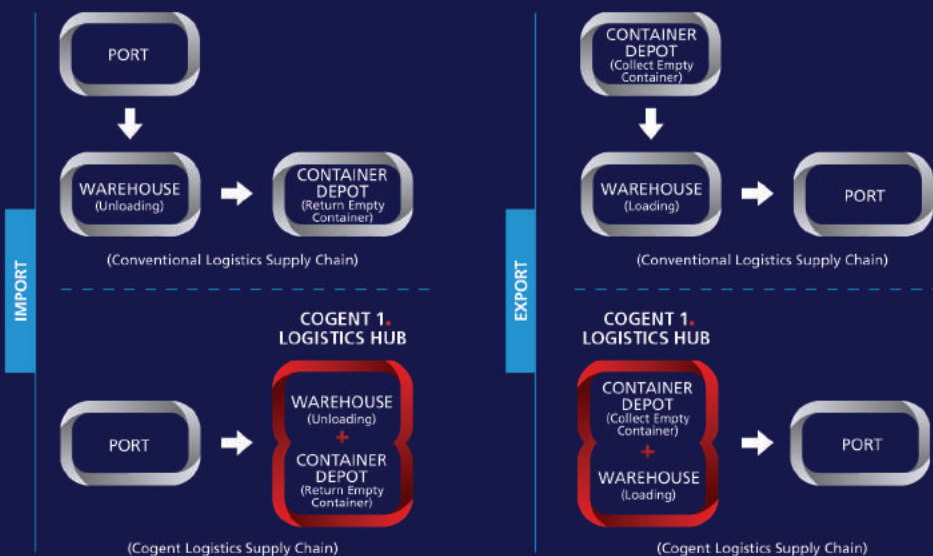 IMPORT
PORT
WAREHOUSE
(Unloading)
CONTAINER
DEPOT
(Return Empty
Container)
(Conventional Logistics Supply Chain)
COGENT 1.
LOGISTICS HUB
PORT
WAREHOUSE
(Unloading)
+
CONTAINER
DEPOT
(Return Empty
Container)
(Cogent Logistics Supply Chain)
EXPORT
CONTAINER
DEPOT
(Collect Empty
Container)
WAREHOUSE
(Loading)
PORT
(Conventional Logistics Supply Chain)
COGENT 1.
LOGISTICS HUB
CONTAINER
DEPOT
(Collect Empty
Container)
+
WAREHOUSE
(Loading)
PORT
(Cogent Logistics Supply Chain)